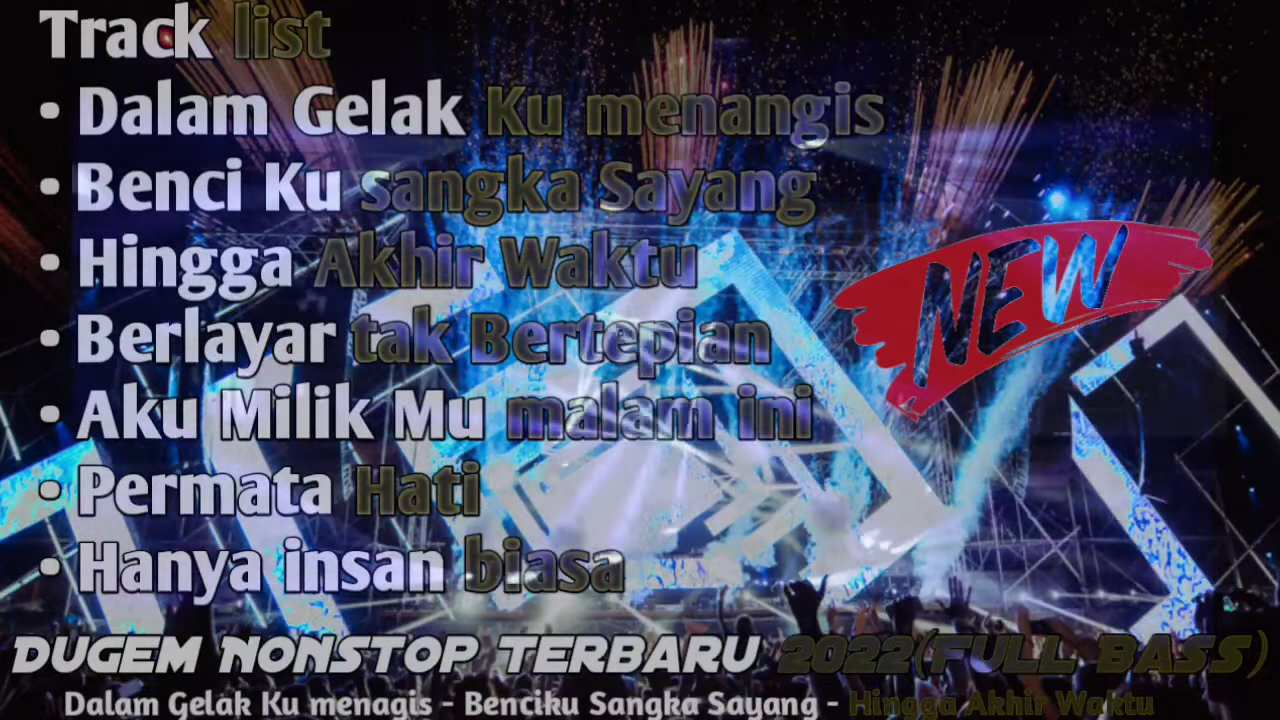 Track list
• Dalam Gelak Ku menangis
• Benci Ku sangka Sayang
• Hingga Akhir Waktu
• Berlayar tak Bertepian
• Aku Milik Mu malam ini
• Permata Hati
• Hanya insan biasa
NEW
DUGEM NONSTOP TERBARU 2022(FULL BASS)
Dalam Gelak Ku menagis - Benciku Sangka Sayang - Hingga Akhir Waktu